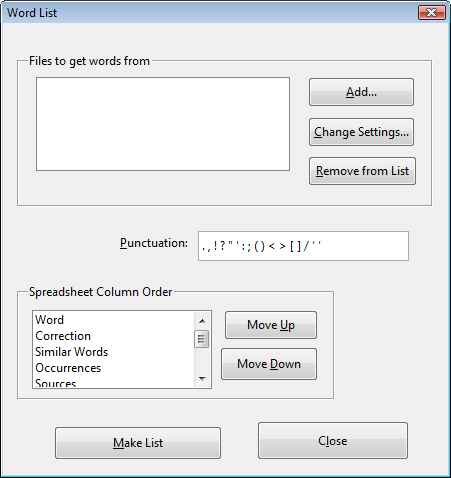 Word List
Files to get words from
Add...
Change Settings...
Remove from List
Punctuation:
.,!?"':;()<>[]/''
Spreadsheet Column Order
Word
Correction
Similar Words
Occurrences
Sources
Move Up
Move Down
Make List
Close